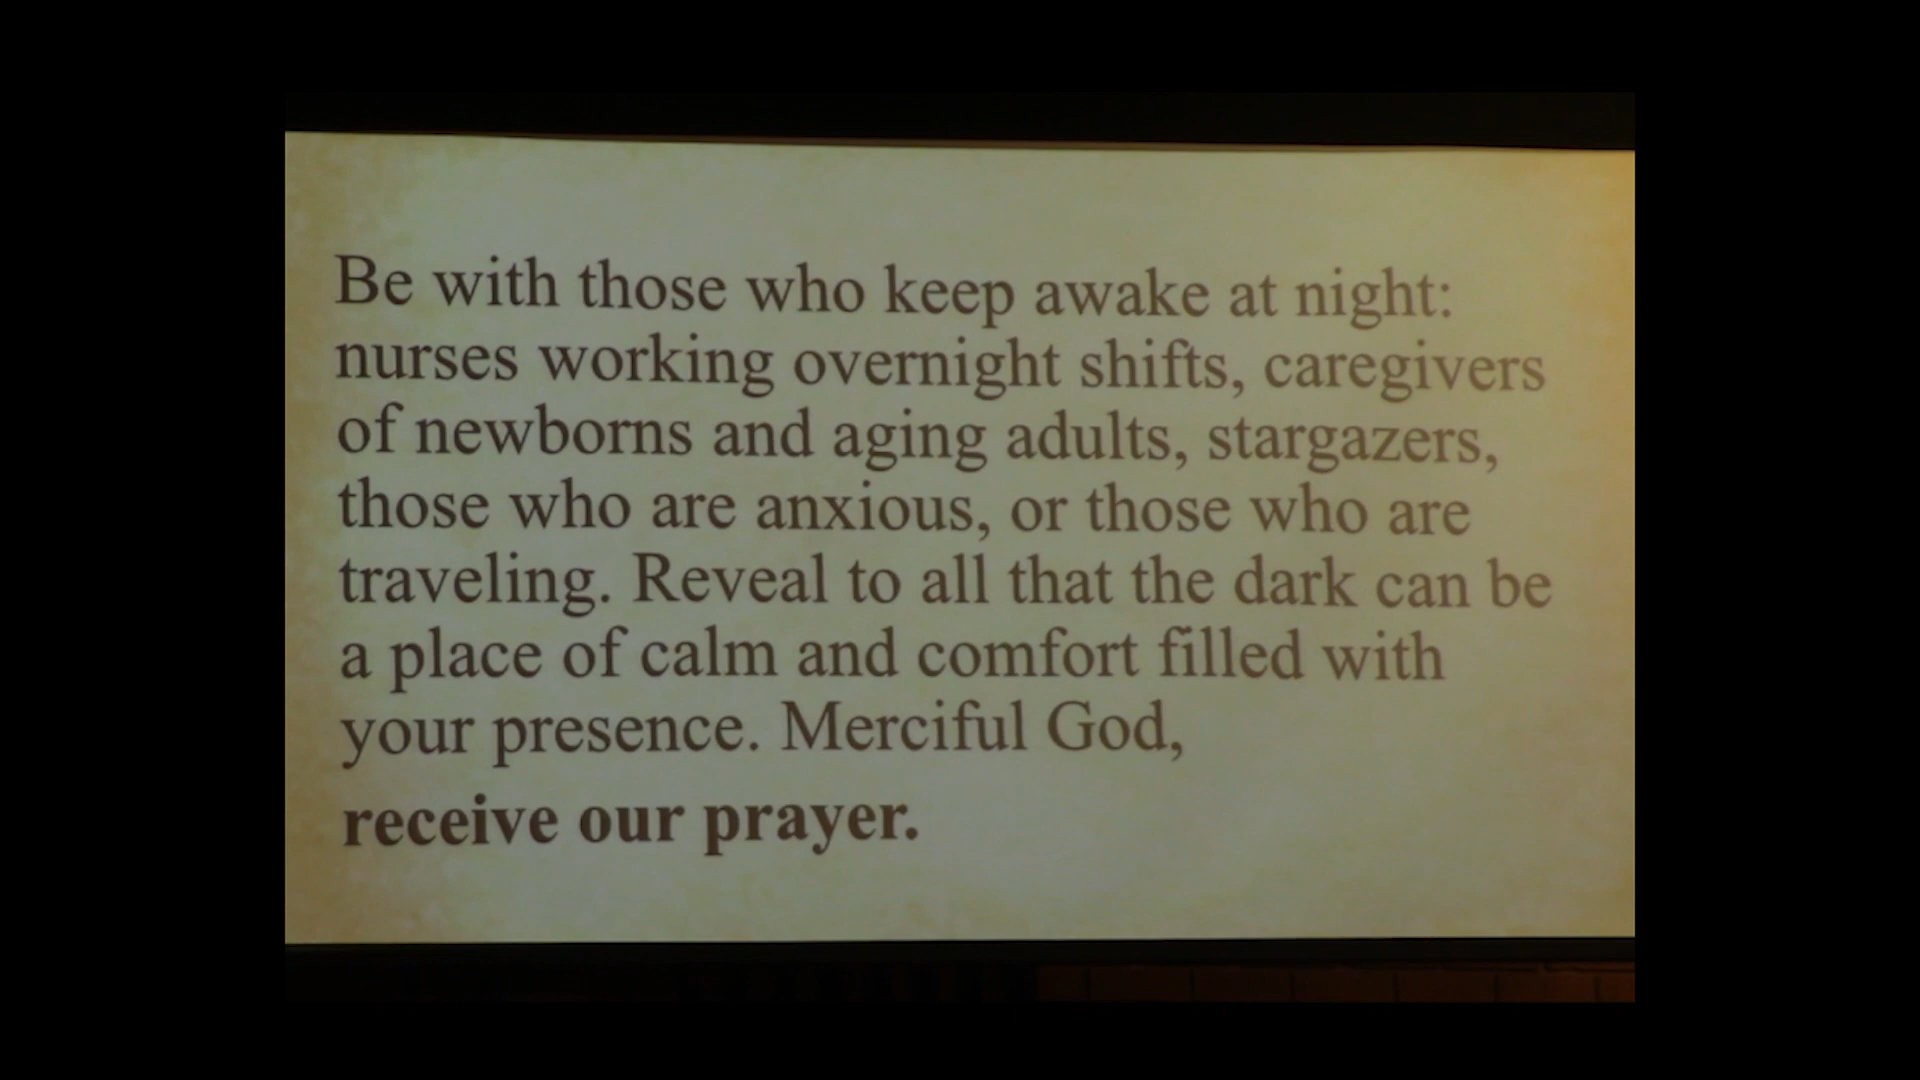 Be with those who keep awake at night:
nurses working overnight shifts, caregivers
of newborns and aging adults, stargazers,
those who are anxious, or those who are
traveling. Reveal to all that the dark can be
a place of calm and comfort filled with
your presence. Merciful God,
receive our prayer.